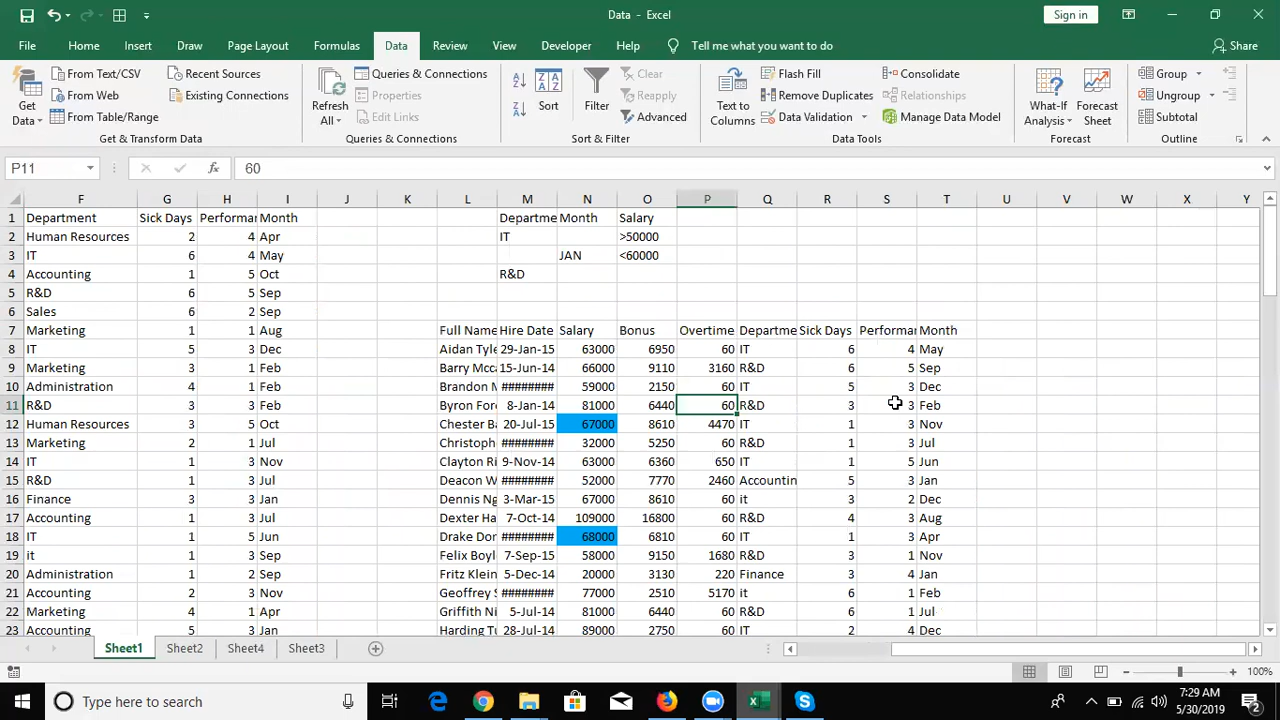 Data - Excel
Sign in
File Home Insert Draw Page Layout Formulas Data Review View Developer Help Tell me what you want to do Share
Get Data
From Text/CSV
From Web
From Table/Range
Recent Sources
Existing Connections
Get & Transform Data
Refresh All
Queries & Connections
Properties
Edit Links
Queries & Connections
Sort
Filter
Clear
Reapply
Advanced
Sort & Filter
Text to Columns
Flash Fill
Remove Duplicates
Data Validation
Consolidate
Relationships
Manage Data Model
Data Tools
What-If Analysis
Forecast Sheet
Forecast
Group
Ungroup
Subtotal
Outline
P11 fx 60
F G H I J K L M N O P Q R S T U V W X Y
1 Department Sick Days Performar Month Departme Month Salary
2 Human Resources 2 4 Apr IT >50000
3 IT 6 4 May JAN <60000
4 Accounting 1 5 Oct R&D
5 R&D 6 5 Sep
6 Sales 6 2 Sep
7 Marketing 1 1 Aug Full Name Hire Date Salary Bonus Overtime Departme Sick Days Performar Month
8 IT 5 3 Dec Aidan Tyle 29-Jan-15 63000 6950 60 IT 6 4 May
9 Marketing 3 1 Feb Barry Mcca 15-Jun-14 66000 9110 3160 R&D 6 5 Sep
10 Administration 4 1 Feb Brandon M ######## 59000 2150 60 IT 5 3 Dec
11 R&D 3 3 Feb Byron Fore 8-Jan-14 81000 6440 60 R&D 3 3 Feb
12 Human Resources 3 5 Oct Chester Ba 20-Jul-15 67000 8610 4470 IT 1 3 Nov
13 Marketing 2 1 Jul Christoph ######## 32000 5250 60 R&D 1 3 Jul
14 IT 1 3 Nov Clayton Ri 9-Nov-14 63000 6360 650 IT 1 5 Jun
15 R&D 1 3 Jul Deacon W ######## 52000 7770 2460 Accountin 5 3 Jan
16 Finance 3 3 Jan Dennis Ng 3-Mar-15 67000 8610 60 it 3 2 Dec
17 Accounting 1 3 Jul Dexter Ha 7-Oct-14 109000 16800 60 R&D 4 3 Aug
18 IT 1 5 Jun Drake Dor ######## 68000 6810 60 IT 1 3 Apr
19 it 1 3 Sep Felix Boyl 7-Sep-15 58000 9150 1680 R&D 3 1 Nov
20 Administration 1 2 Sep Fritz Klein 5-Dec-14 20000 3130 220 Finance 3 4 Jan
21 Accounting 2 3 Nov Geoffrey S ######## 77000 2510 5170 it 6 1 Feb
22 Marketing 4 1 Apr Griffith Ni 5-Jul-14 81000 6440 60 R&D 6 1 Jul
23 Accounting 5 3 Jan Harding Tu 28-Jul-14 89000 2750 60 IT 2 4 Dec
Sheet1 Sheet2 Sheet4 Sheet3
100%
Type here to search
7:29 AM
5/30/2019
2